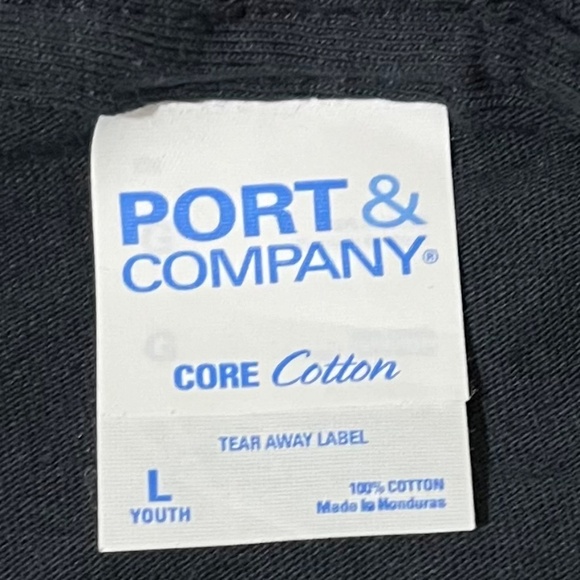 PORT &
COMPANY®
CORE Cotton
TEAR AWAY LABEL
L
YOUTH
100% COTTON
Made In Honduras